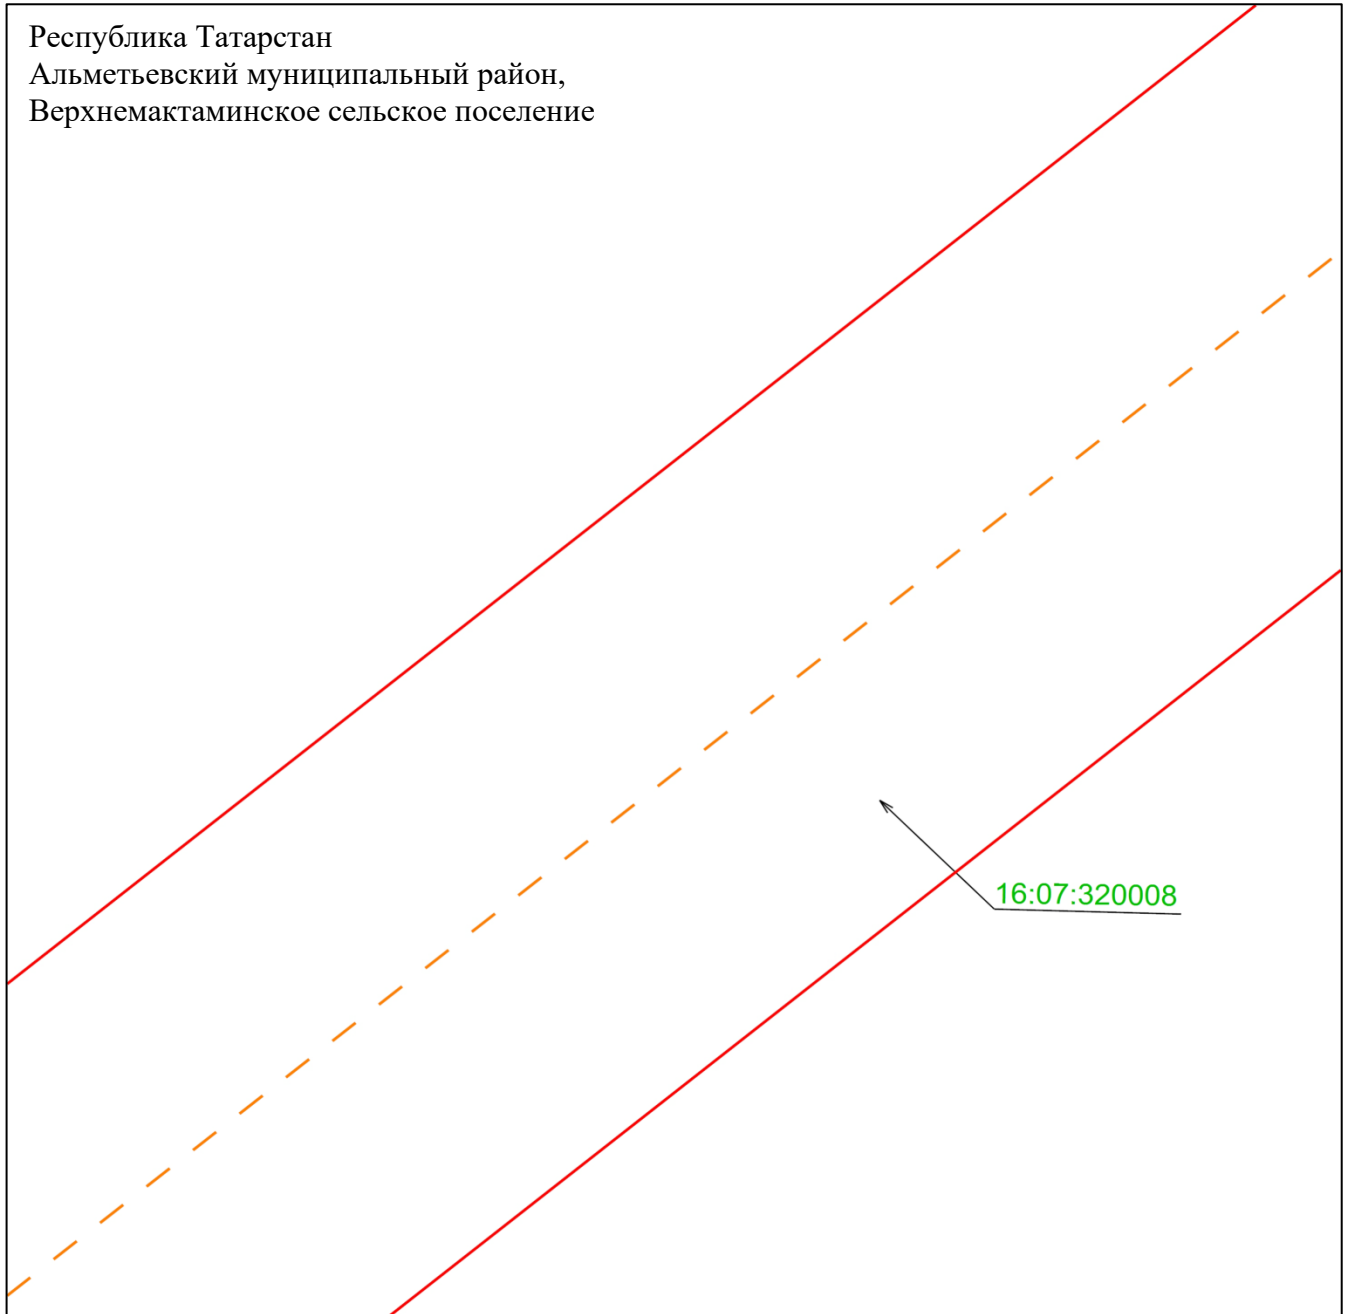 Республика Татарстан
Альметьевский муниципальный район,
Верхнемактаминское сельское поселение
16:07:320008